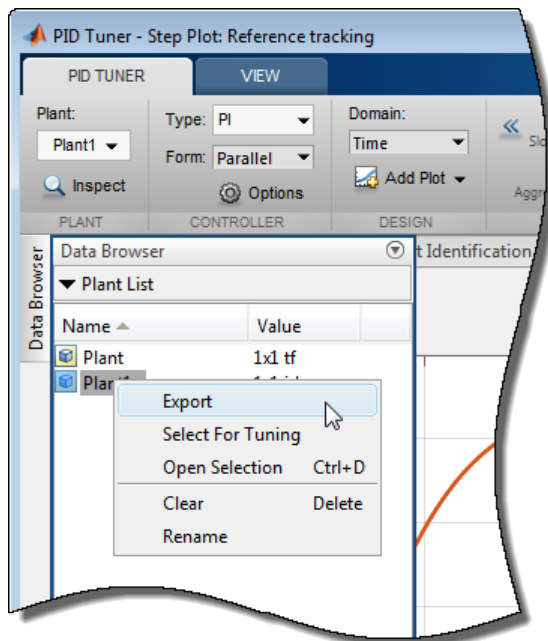 PID Tuner - Step Plot: Reference tracking
PID TUNER
VIEW
Plant:
Plant1
Inspect
PLANT
Type: PI
Form: Parallel
Options
CONTROLLER
Domain:
Time
Add Plot
DESIGN
Data Browser
Data Browser
t Identification
Plant List
Name
Value
Plant
1x1 tf
Export
Select For Tuning
Open Selection Ctrl+D
Clear Delete
Rename